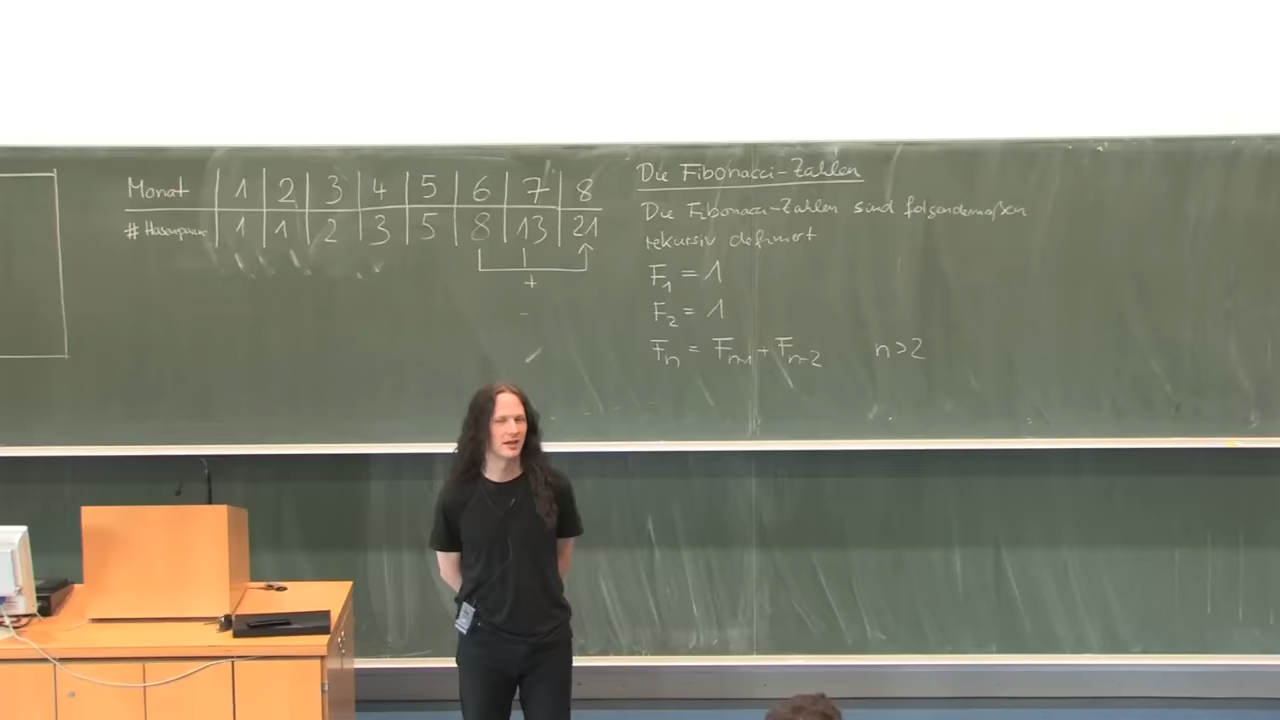 Monat | 1 | 2 | 3 | 4 | 5 | 6 | 7 | 8
# Hasenpaare | 1 | 1 | 2 | 3 | 5 | 8 | 13 | 21
+
Die Fibonacci-Zahlen
Die Fibonacci-Zahlen sind folgendermaßen
rekursiv definiert
F₁ = 1
F₂ = 1
Fₙ = Fₙ₋₁ + Fₙ₋₂ n>2